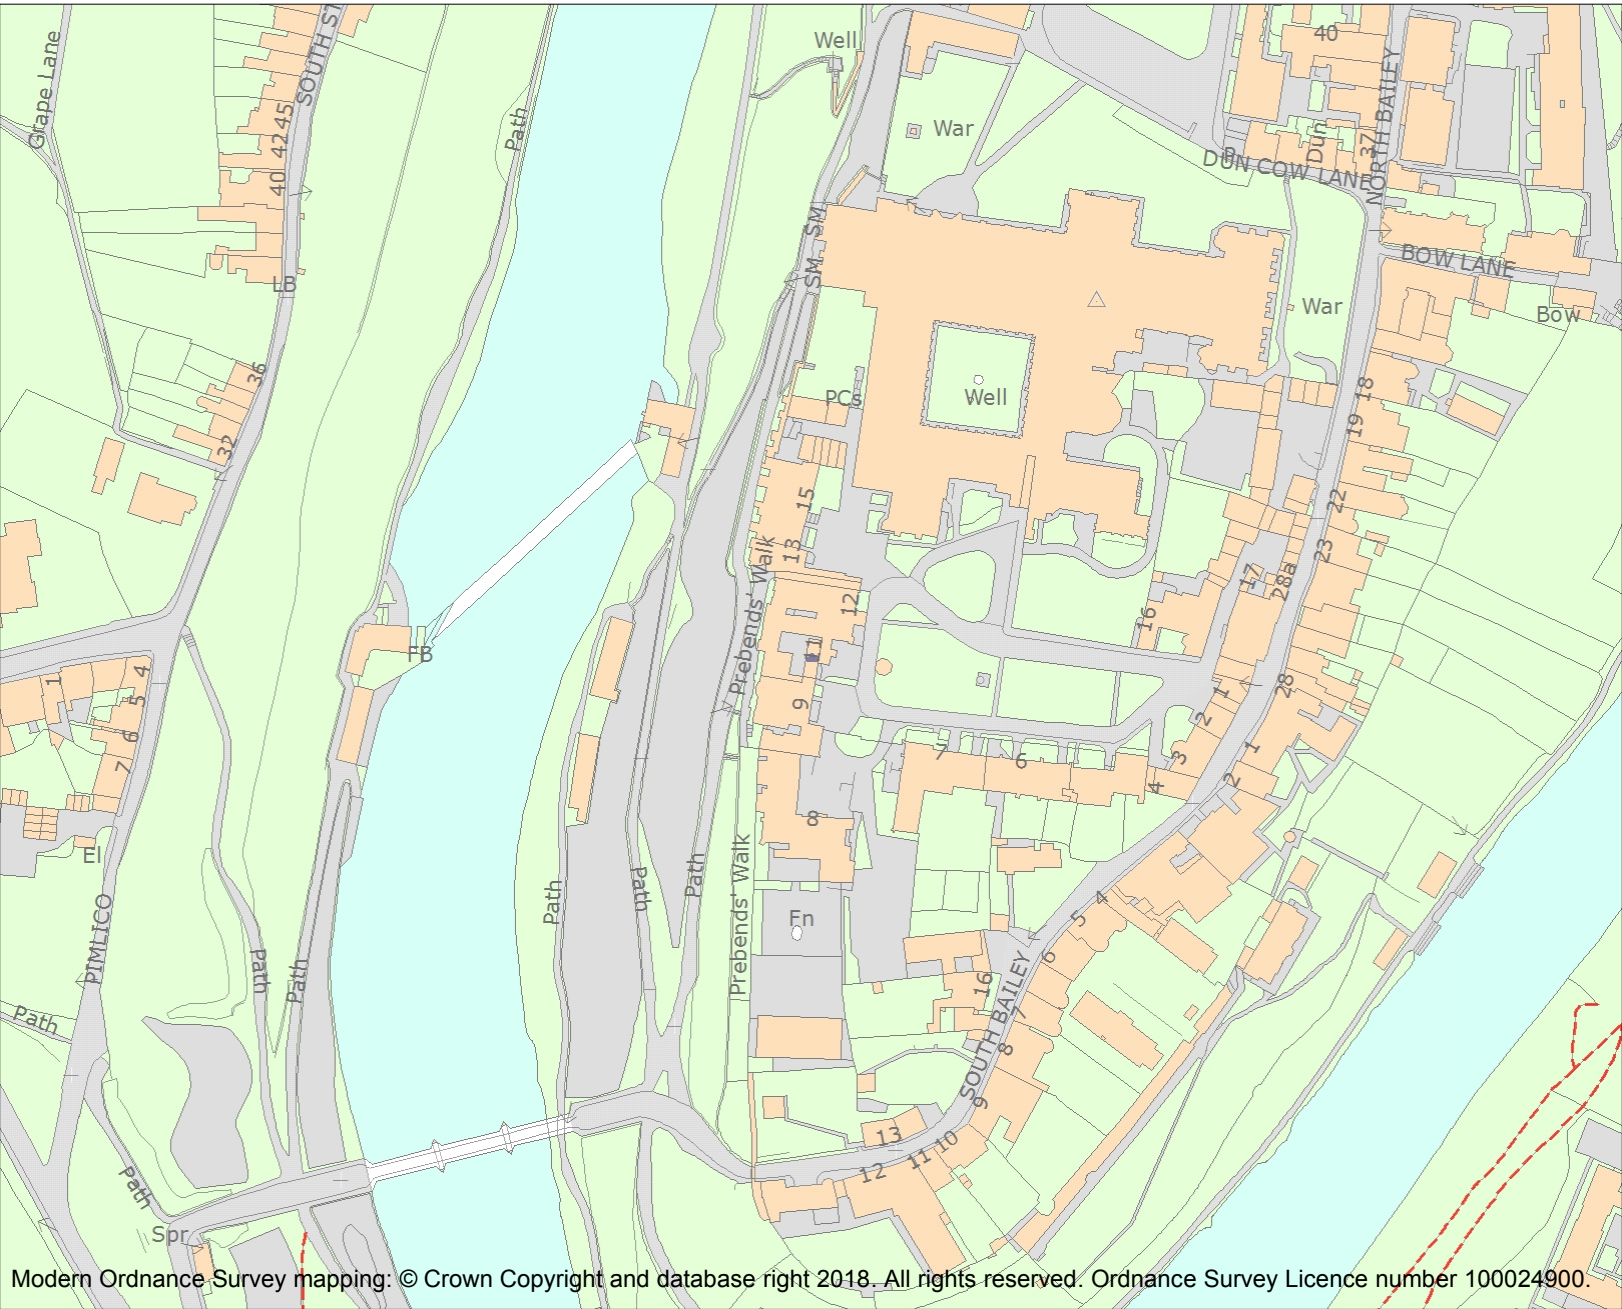 Grape Lane
SOUTH ST
45
42
40
LB
36
32
Path
Well
War
SM
SM
40
NORTH BAILEY
Dun
37
DUN COW LANE
BOW LANE
War
Bow
PCs
Well
18
19
22
23
15
13
12
11
9
8
Prebends' Walk
17
28a
16
28
1
2
3
4
7
6
1
2
FB
1
4
5
6
7
El
PIMLICO
Path
Path
Path
Path
Path
Path
Prebends' Walk
Fn
4
5
6
7
8
9
16
SOUTH BAILEY
10
11
12
13
Path
Path
Spr
Modern Ordnance Survey mapping: © Crown Copyright and database right 2018. All rights reserved. Ordnance Survey Licence number 100024900.